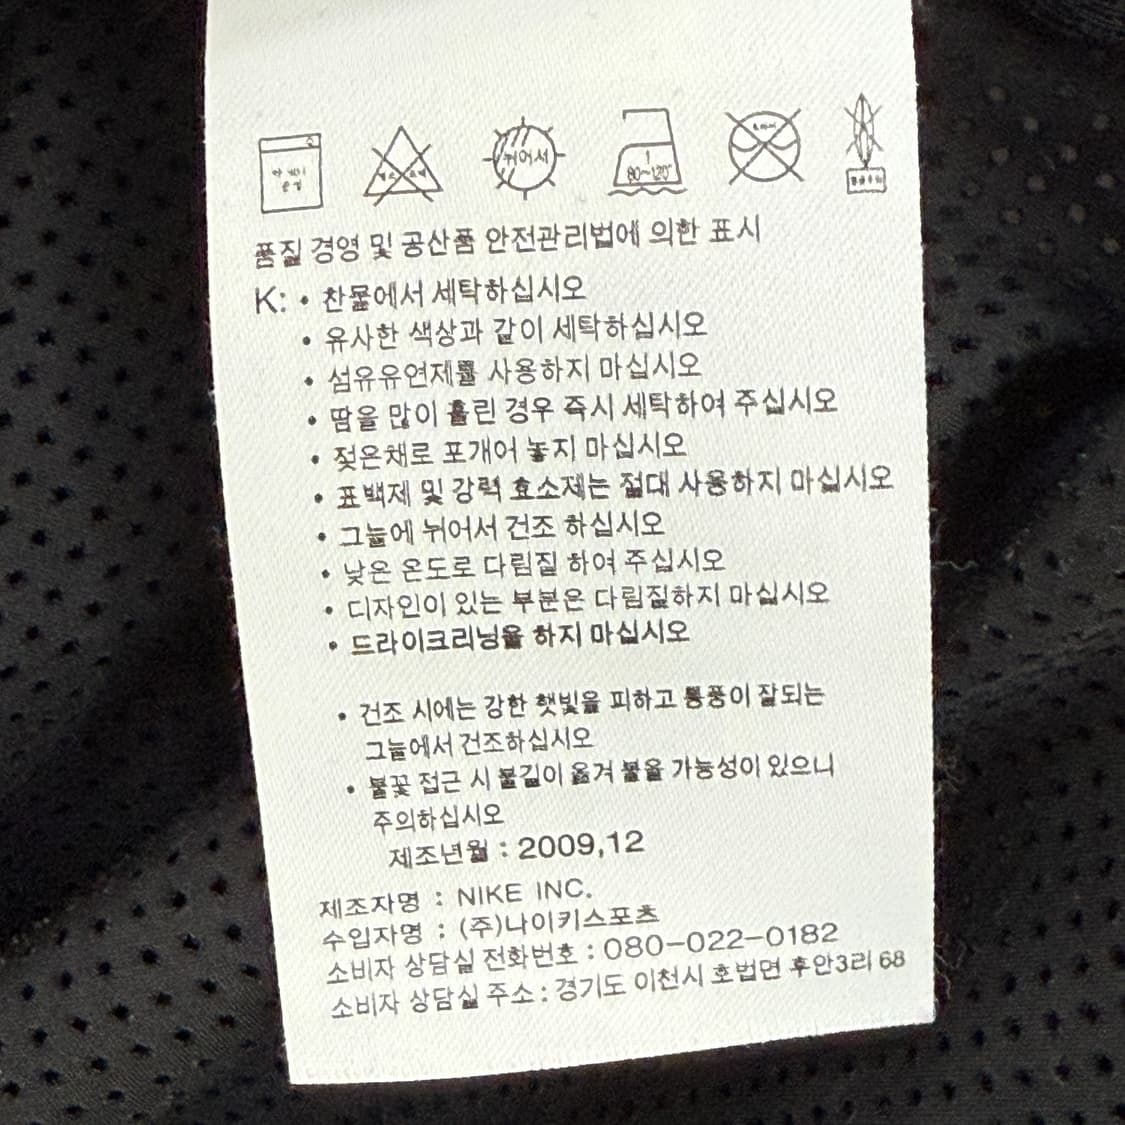 뉘어서
1
80~120°
품질 경영 및 공산품 안전관리법에 의한 표시
K: • 찬물에서 세탁하십시오
• 유사한 색상과 같이 세탁하십시오
• 섬유유연제를 사용하지 마십시오
• 땀을 많이 흘린 경우 즉시 세탁하여 주십시오
• 젖은채로 포개어 놓지 마십시오
• 표백제 및 강력 효소제는 절대 사용하지 마십시오
• 그늘에 뉘어서 건조 하십시오
• 낮은 온도로 다림질 하여 주십시오
• 디자인이 있는 부분은 다림질하지 마십시오
• 드라이크리닝을 하지 마십시오
• 건조 시에는 강한 햇빛을 피하고 통풍이 잘되는
그늘에서 건조하십시오
• 불꽃 접근 시 불길이 옮겨 붙을 가능성이 있으니
주의하십시오
제조년월 : 2009,12
제조자명 : NIKE INC.
수입자명 : (주)나이키스포츠
소비자 상담실 전화번호 : 080-022-0182
소비자 상담실 주소 : 경기도 이천시 호법면 후안3리 68